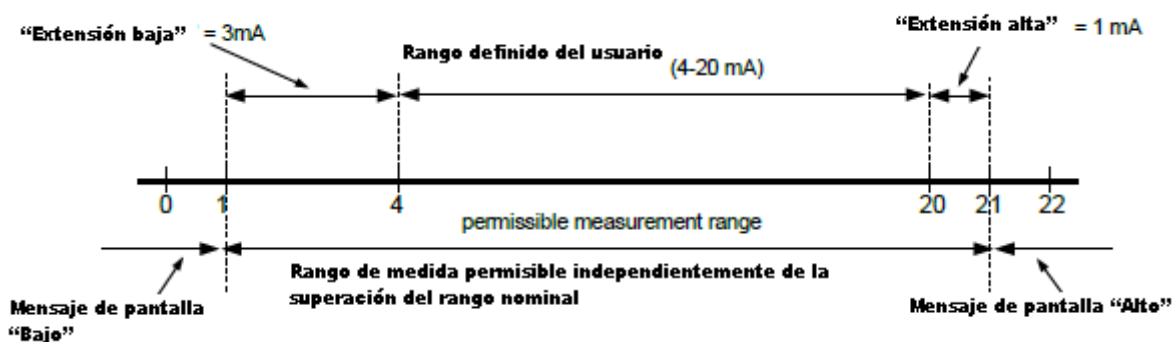 “Extensión baja” = 3mA
“Extensión alta” = 1 mA
Rango definido del usuario
(4-20 mA)
0 1 4 20 21 22
permissible measurement range
Rango de medida permisible independientemente de la
superación del rango nominal
Mensaje de pantalla
“Bajo”
Mensaje de pantalla “Alto”